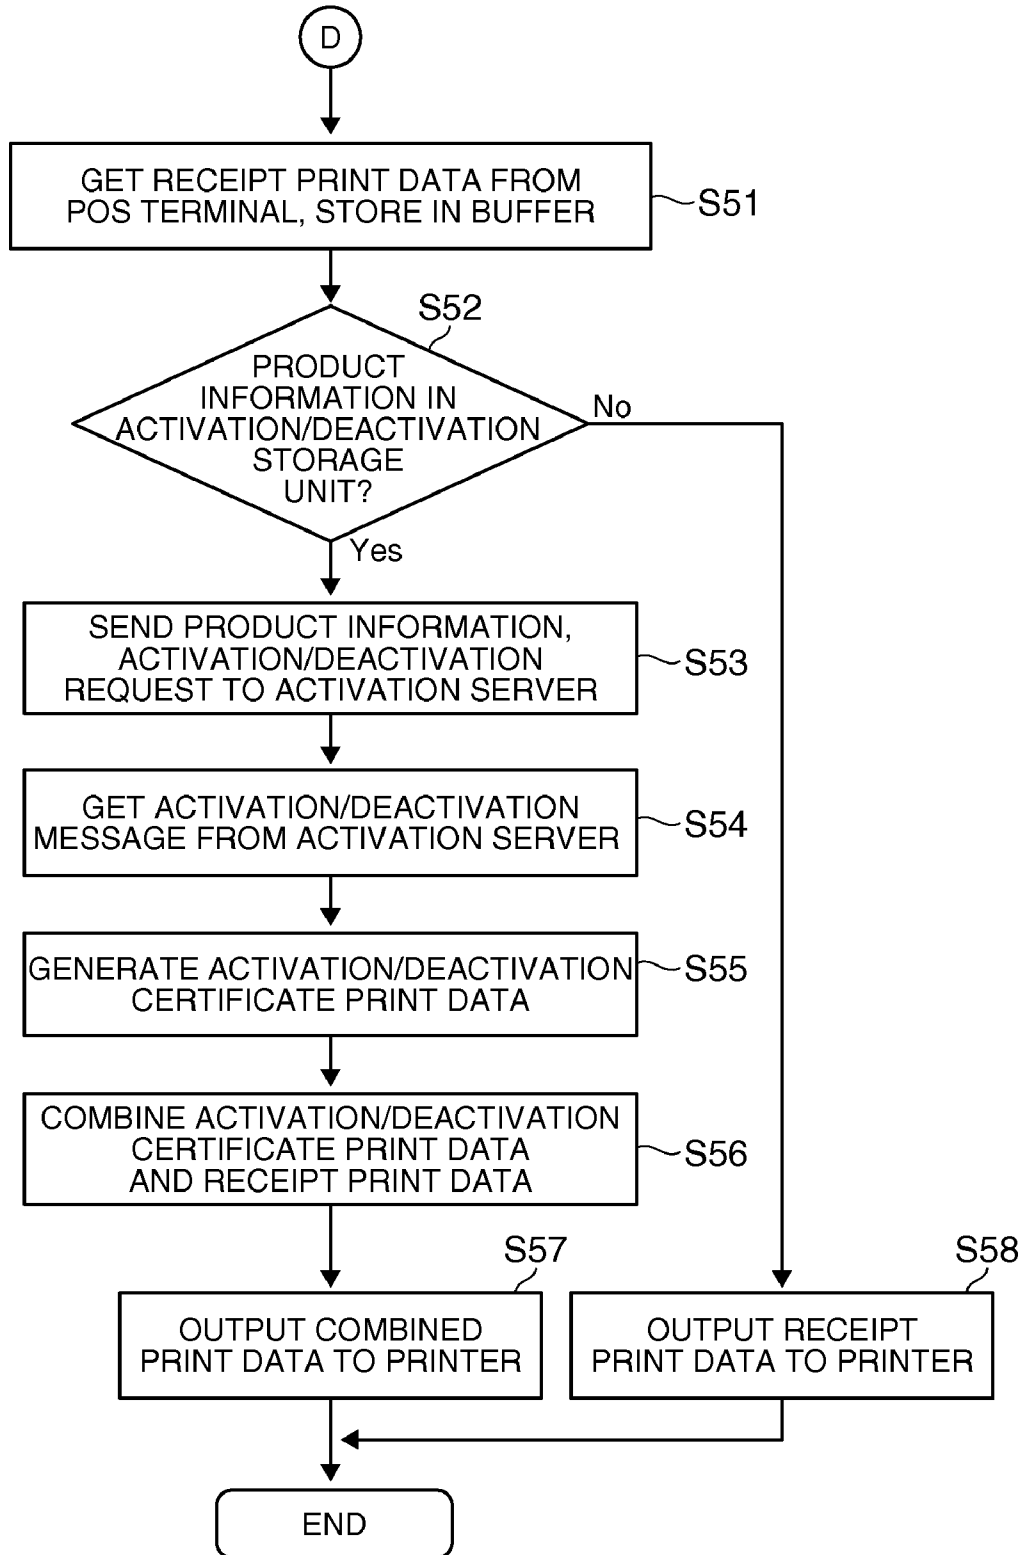 D
GET RECEIPT PRINT DATA FROM
POS TERMINAL, STORE IN BUFFER
S51
S52
PRODUCT
INFORMATION IN
ACTIVATION/DEACTIVATION
STORAGE
UNIT?
No
Yes
SEND PRODUCT INFORMATION,
ACTIVATION/DEACTIVATION
REQUEST TO ACTIVATION SERVER
S53
GET ACTIVATION/DEACTIVATION
MESSAGE FROM ACTIVATION SERVER
S54
GENERATE ACTIVATION/DEACTIVATION
CERTIFICATE PRINT DATA
S55
COMBINE ACTIVATION/DEACTIVATION
CERTIFICATE PRINT DATA
AND RECEIPT PRINT DATA
S56
S57
OUTPUT COMBINED
PRINT DATA TO PRINTER
S58
OUTPUT RECEIPT
PRINT DATA TO PRINTER
END